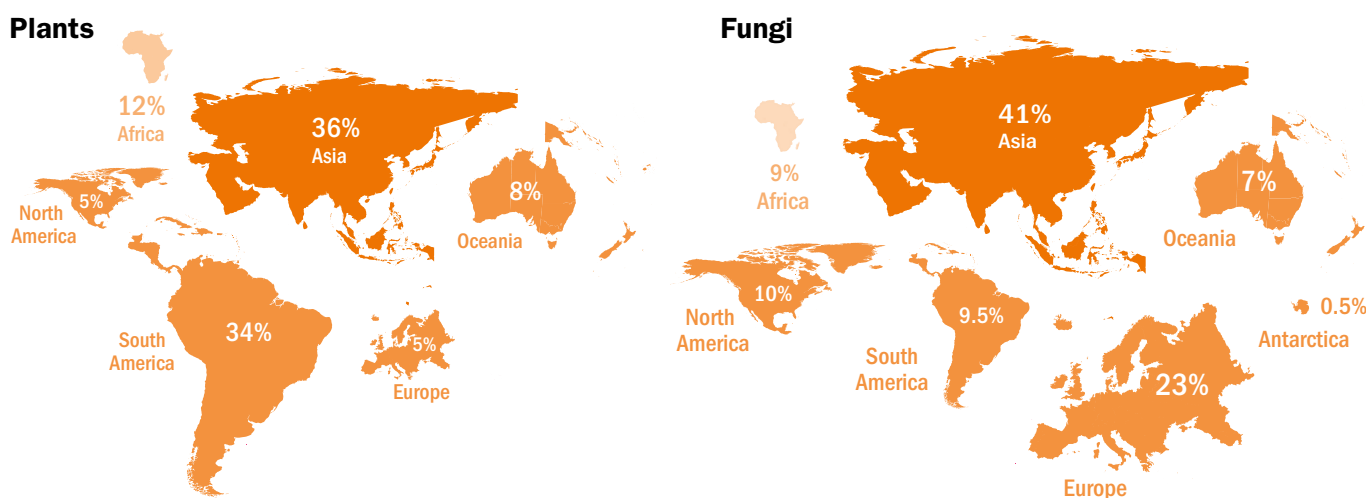 Plants
12%
Africa
36%
Asia
5%
North
America
8%
Oceania
34%
South
America
5%
Europe
Fungi
41%
Asia
9%
Africa
7%
Oceania
10%
North
America
9.5%
South
America
0.5%
Antarctica
23%
Europe